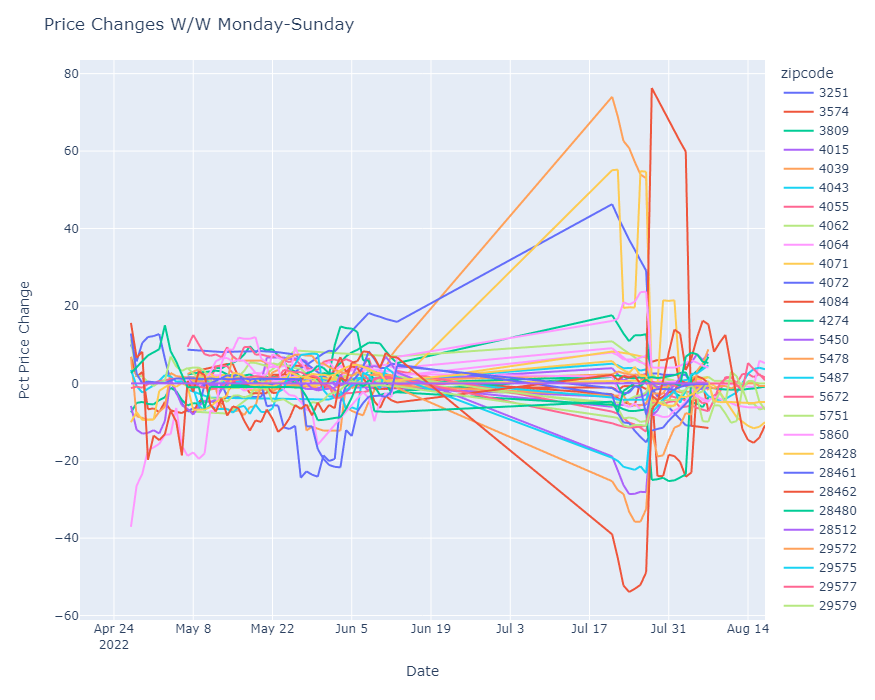 Price Changes W/W Monday-Sunday
zipcode
3251
3574
3809
4015
4039
4043
4055
4062
4064
4071
4072
4084
4274
5450
5478
5487
5672
5751
5860
28428
28461
28462
28480
28512
29572
29575
29577
29579
80
60
40
20
0
−20
−40
−60
Pct Price Change
Apr 24
2022
May 8
May 22
Jun 5
Jun 19
Jul 3
Jul 17
Jul 31
Aug 14
Date